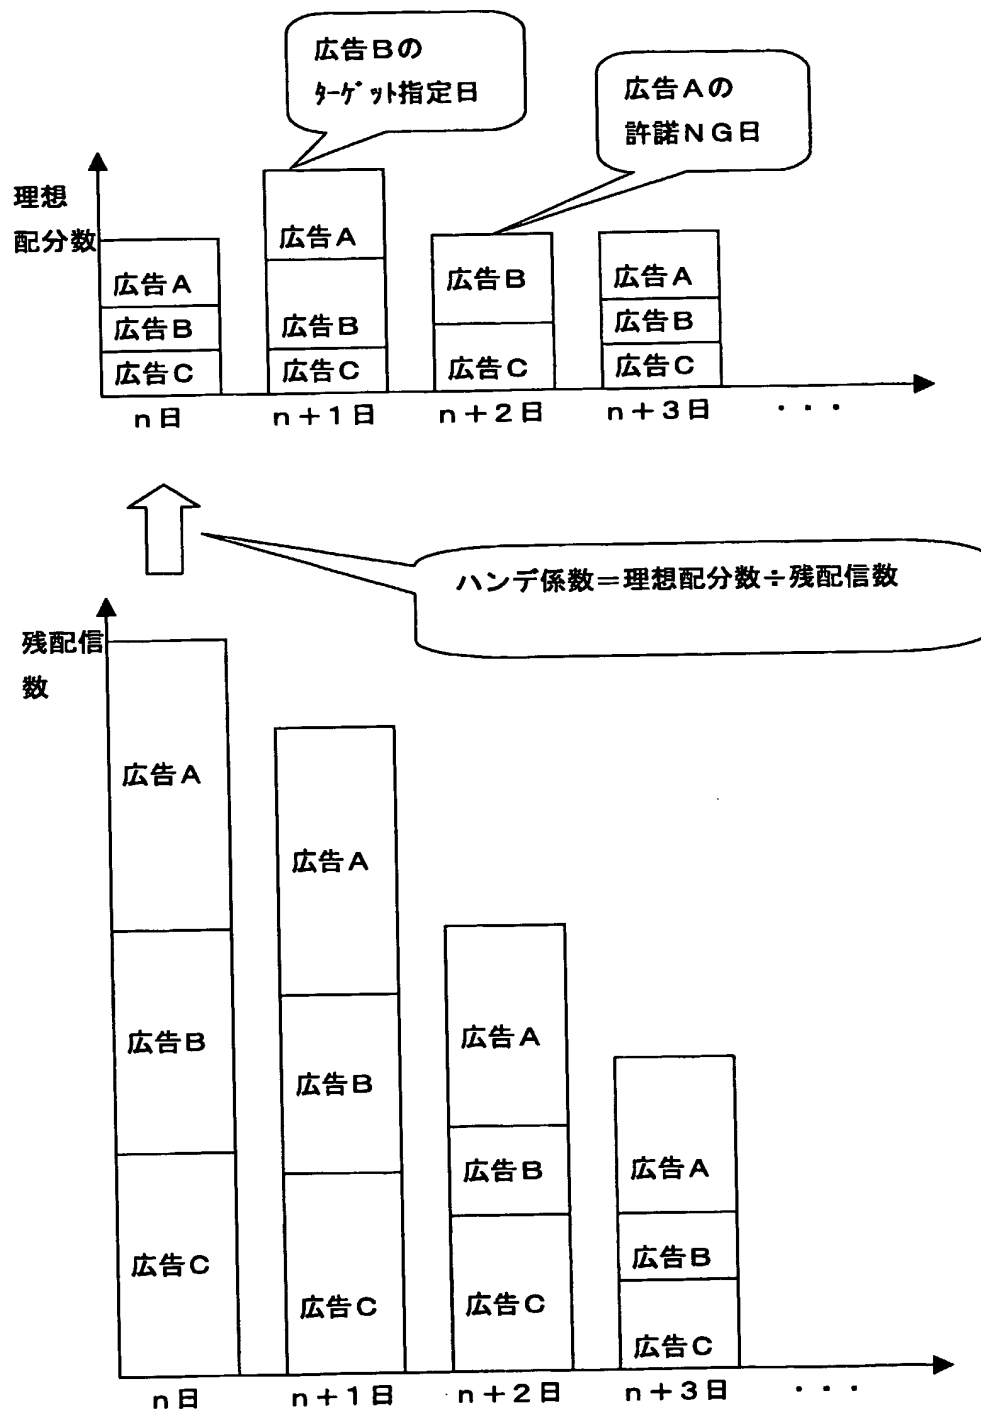 広告Bの
ﾀｰｹﾞｯﾄ指定日
広告Aの
許諾NG日
理想
配分数
広告A
広告B
広告C
広告A
広告B
広告C
広告B
広告C
広告A
広告B
広告C
n日
n+1日
n+2日
n+3日
・・・
ハンデ係数=理想配分数÷残配信数
残配信
数
広告A
広告B
広告C
広告A
広告B
広告C
広告A
広告B
広告C
広告A
広告B
広告C
n日
n+1日
n+2日
n+3日
・・・